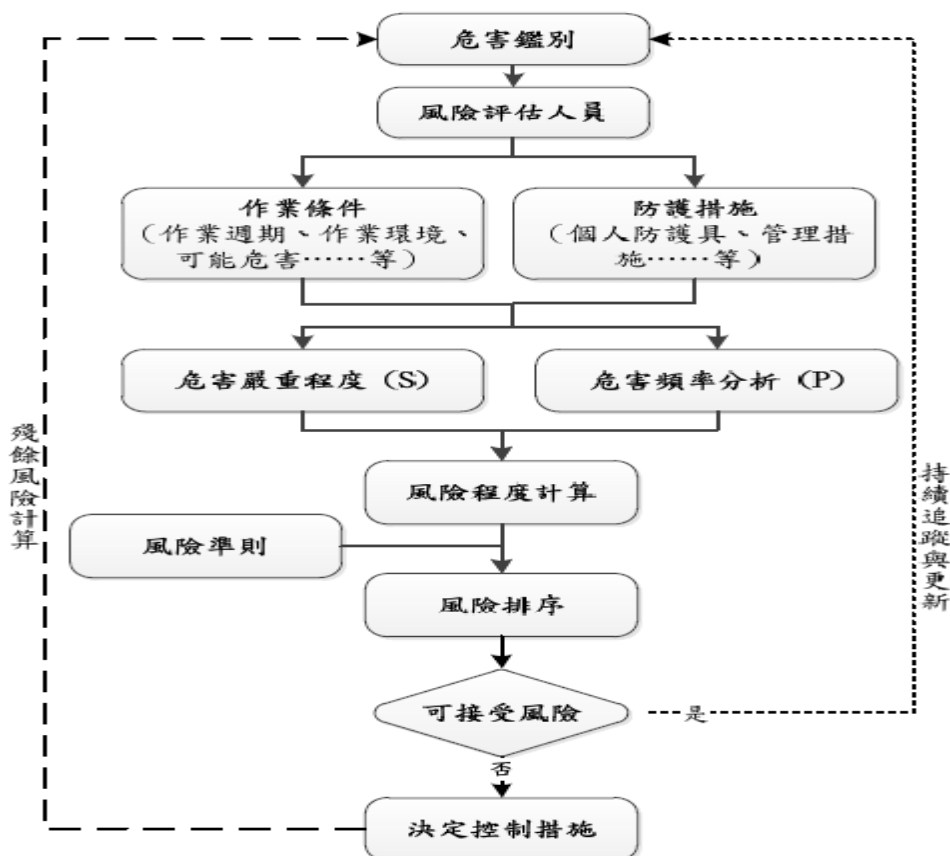 危害鑑別
風險評估人員
作業條件
（作業週期、作業環境、
可能危害……等）
防護措施
（個人防護具、管理措
施……等）
危害嚴重程度（S）
危害頻率分析（P）
風險程度計算
風險準則
風險排序
可接受風險
是
否
決定控制措施
殘餘風險計算
持續追蹤與更新